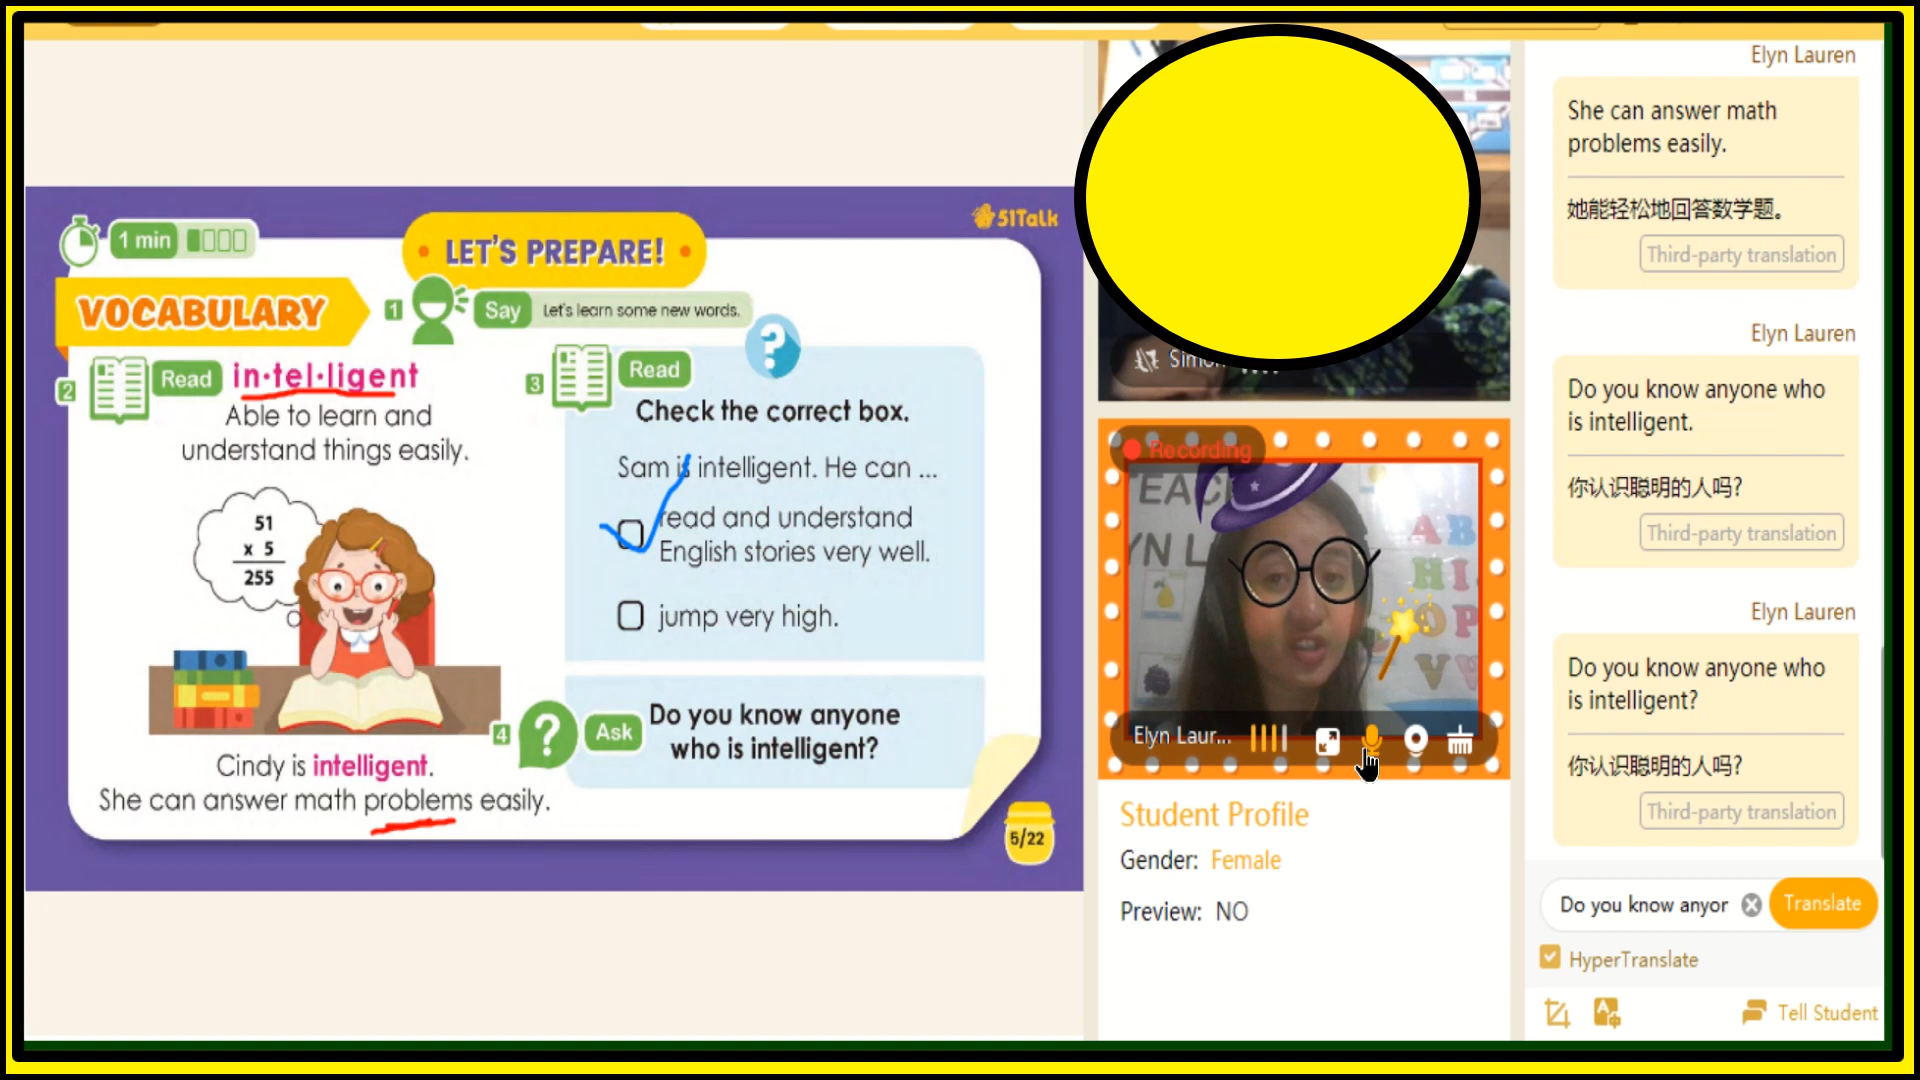 51Talk
1 min
LET'S PREPARE!
VOCABULARY
1
Say
Let's learn some new words.
2
Read
in·tel·ligent
Able to learn and
understand things easily.
51
x 5
255
Cindy is intelligent.
She can answer math problems easily.
3
Read
?
Check the correct box.
Sam is intelligent. He can ...
read and understand
English stories very well.
jump very high.
4
?
Ask
Do you know anyone
who is intelligent?
5/22
Recording
Elyn Laur...
Student Profile
Gender: Female
Preview: NO
Elyn Lauren
She can answer math
problems easily.
她能轻松地回答数学题。
Third-party translation
Elyn Lauren
Do you know anyone who
is intelligent.
你认识聪明的人吗?
Third-party translation
Elyn Lauren
Do you know anyone who
is intelligent?
你认识聪明的人吗?
Third-party translation
Do you know anyor
Translate
HyperTranslate
Tell Student